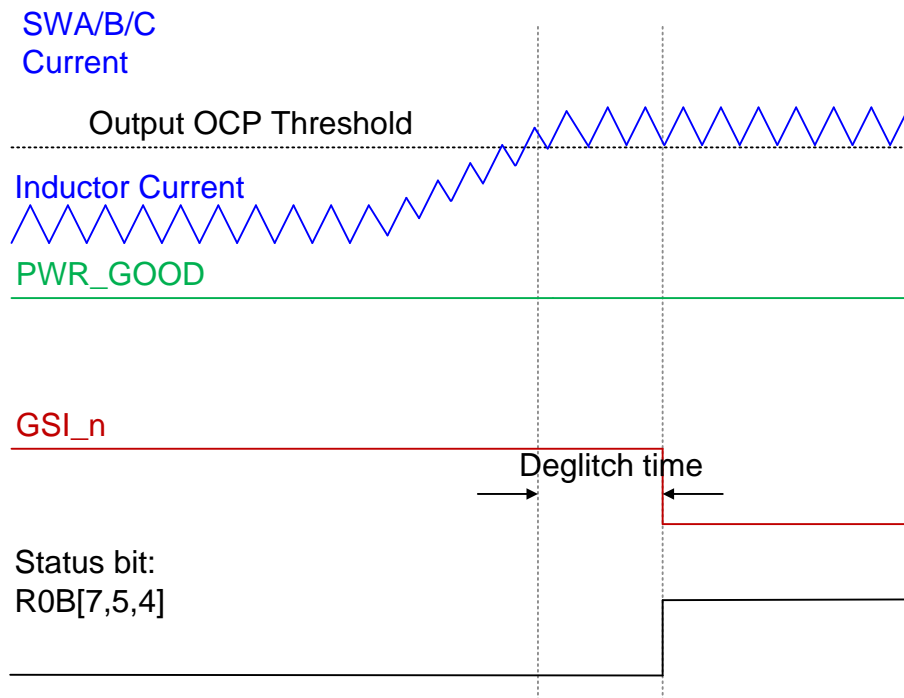 SWA/B/C
Current
Output OCP Threshold
Inductor Current
PWR_GOOD
GSI_n
Deglitch time
Status bit:
R0B[7,5,4]